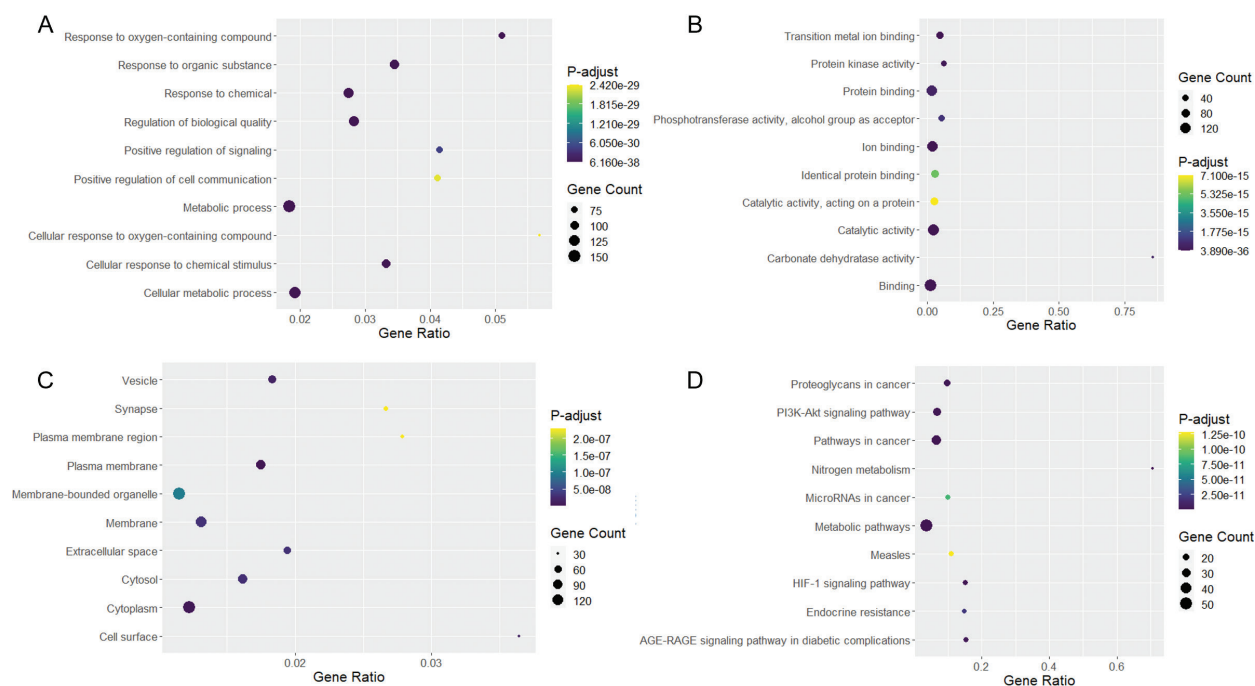 A
Response to oxygen-containing compound
Response to organic substance
Response to chemical
Regulation of biological quality
Positive regulation of signaling
Positive regulation of cell communication
Metabolic process
Cellular response to oxygen-containing compound
Cellular response to chemical stimulus
Cellular metabolic process
0.02 0.03 0.04 0.05
Gene Ratio
P-adjust
2.420e-29
1.815e-29
1.210e-29
6.050e-30
6.160e-38
Gene Count
75
100
125
150
B
Transition metal ion binding
Protein kinase activity
Protein binding
Phosphotransferase activity, alcohol group as acceptor
Ion binding
Identical protein binding
Catalytic activity, acting on a protein
Catalytic activity
Carbonate dehydratase activity
Binding
0.00 0.25 0.50 0.75
Gene Ratio
Gene Count
40
80
120
P-adjust
7.100e-15
5.325e-15
3.550e-15
1.775e-15
3.890e-36
C
Vesicle
Synapse
Plasma membrane region
Plasma membrane
Membrane-bounded organelle
Membrane
Extracellular space
Cytosol
Cytoplasm
Cell surface
0.02 0.03
Gene Ratio
P-adjust
2.0e-07
1.5e-07
1.0e-07
5.0e-08
Gene Count
30
60
90
120
D
Proteoglycans in cancer
PI3K-Akt signaling pathway
Pathways in cancer
Nitrogen metabolism
MicroRNAs in cancer
Metabolic pathways
Measles
HIF-1 signaling pathway
Endocrine resistance
AGE-RAGE signaling pathway in diabetic complications
0.2 0.4 0.6
Gene Ratio
P-adjust
1.25e-10
1.00e-10
7.50e-11
5.00e-11
2.50e-11
Gene Count
20
30
40
50